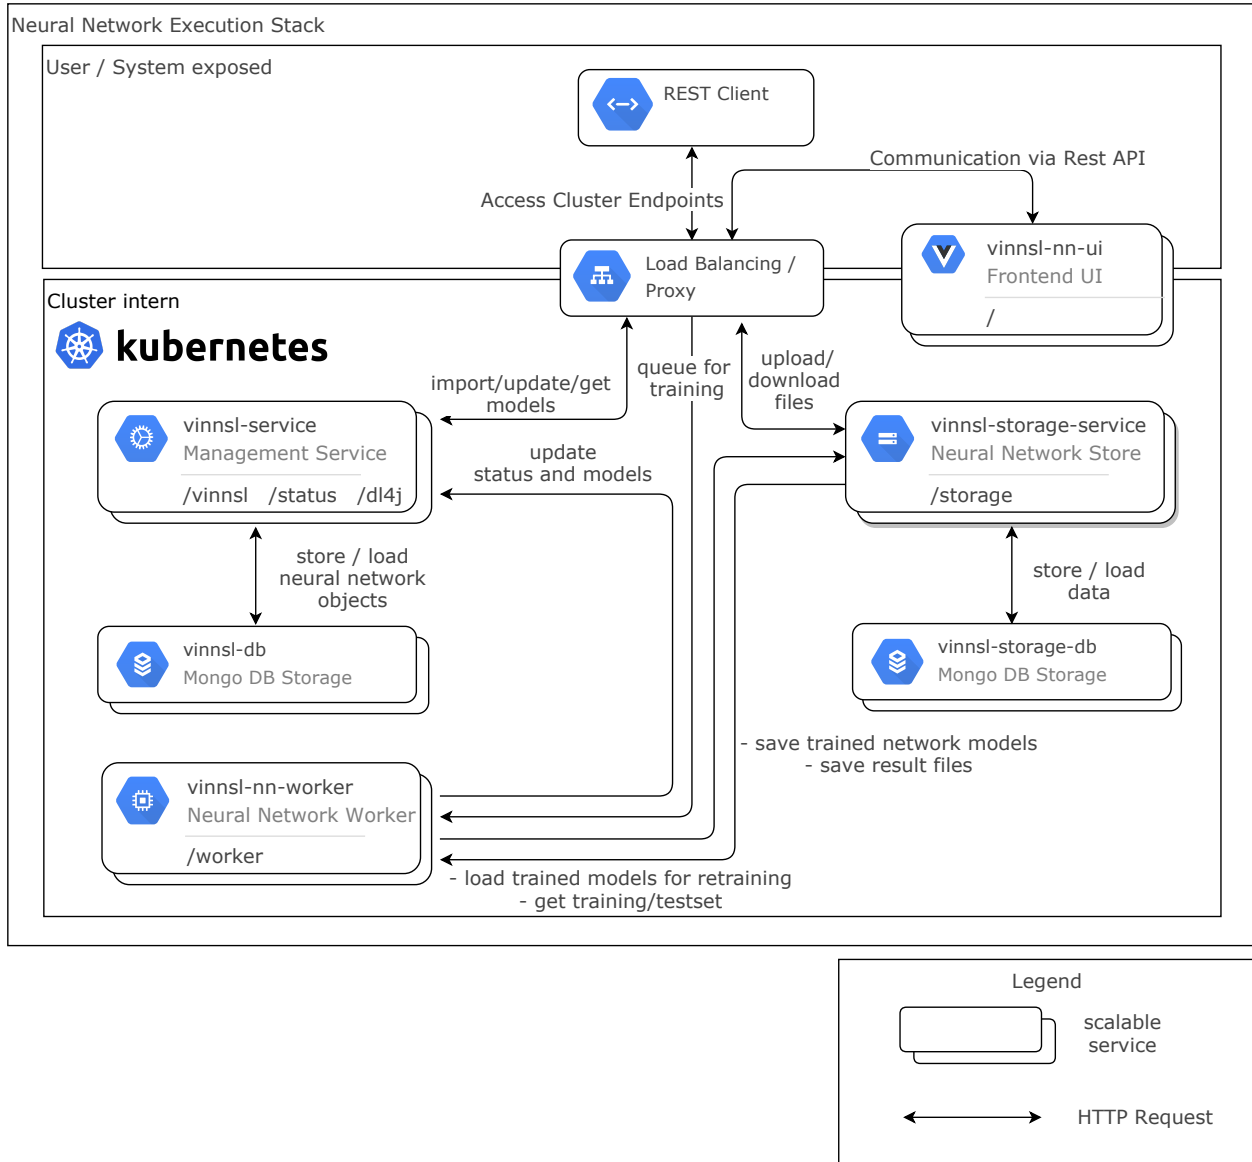 Neural Network Execution Stack
User / System exposed
REST Client
Communication via Rest API
Access Cluster Endpoints
vinnsl-nn-ui
Frontend UI
/
Load Balancing /
Proxy
Cluster intern
kubernetes
import/update/get
models
queue for
training
upload/
download
files
vinnsl-service
Management Service
/vinnsl /status /dl4j
update
status and models
vinnsl-storage-service
Neural Network Store
/storage
store / load
neural network
objects
store / load
data
vinnsl-db
Mongo DB Storage
vinnsl-storage-db
Mongo DB Storage
- save trained network models
- save result files
vinnsl-nn-worker
Neural Network Worker
/worker
- load trained models for retraining
- get training/testset
Legend
scalable
service
HTTP Request